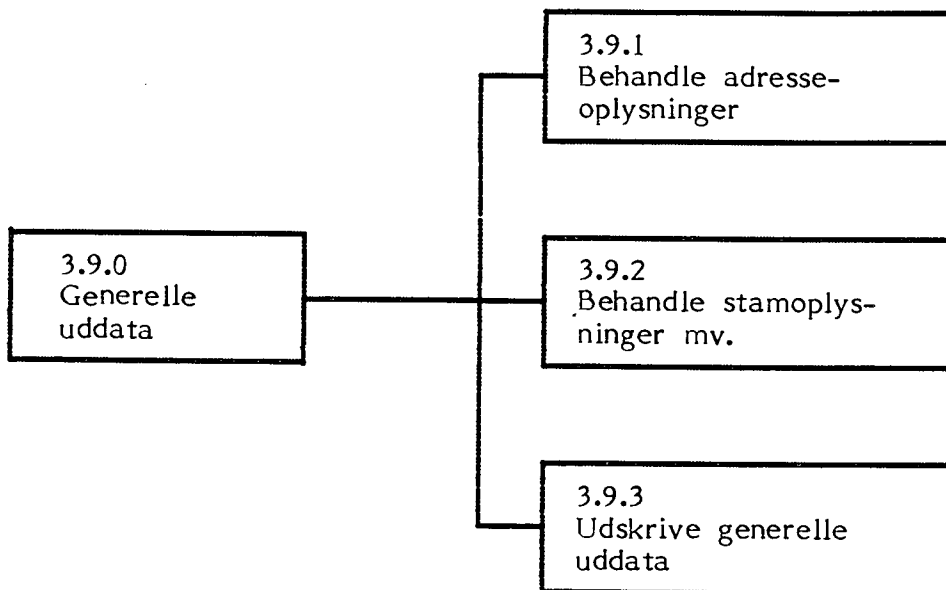 3.9.1
Behandle adresse-
oplysninger
3.9.0
Generelle
uddata
3.9.2
Behandle stamoplys-
ninger mv.
3.9.3
Udskrive generelle
uddata